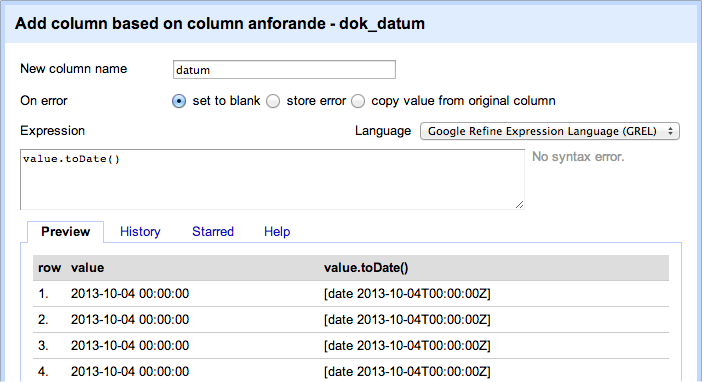 Add column based on column anforande - dok_datum
New column name datum
On error set to blank store error copy value from original column
Expression Language Google Refine Expression Language (GREL)
value.toDate() No syntax error.
Preview History Starred Help
row value value.toDate()
1. 2013-10-04 00:00:00 [date 2013-10-04T00:00:00Z]
2. 2013-10-04 00:00:00 [date 2013-10-04T00:00:00Z]
3. 2013-10-04 00:00:00 [date 2013-10-04T00:00:00Z]
4. 2013-10-04 00:00:00 [date 2013-10-04T00:00:00Z]